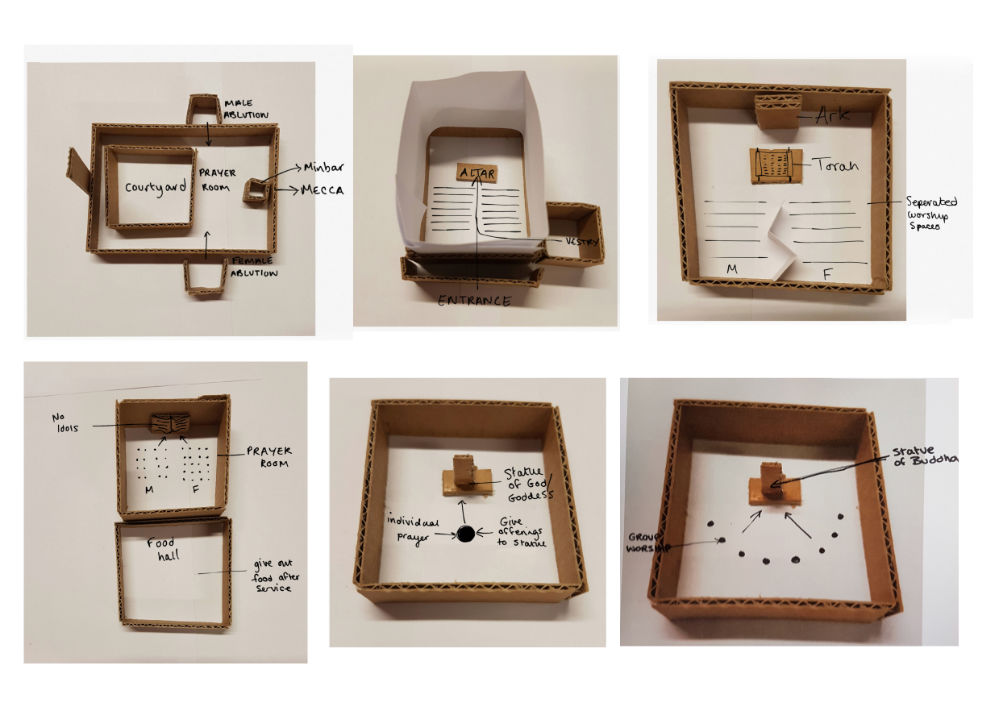 MALE
ABLUTION
Courtyard
PRAYER
ROOM
Minbar
MECCA
FEMALE
ABLUTION
ALTAR
VESTRY
ENTRANCE
Ark
Torah
Seperated
Worship
Spaces
M
F
No
Idols
PRAYER
ROOM
M
F
Food
hall
give out
food after
Service
Statue
of God/
Goddess
individual
prayer
Give
offerings
to Statue
Statue
of Buddha
GROUP
WORSHIP